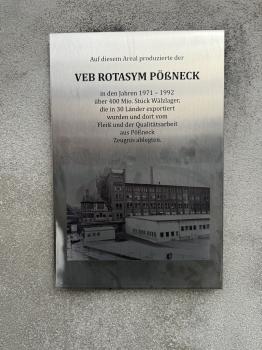 Auf diesem Areal produzierte der
VEB ROTASYM PÖẞNECK
in den Jahren 1971 – 1992
über 400 Mio. Stück Wälzlager,
die in 30 Länder exportiert
wurden und dort vom
Fleiß und der Qualitätsarbeit
aus Pößneck
Zeugnis ablegten.